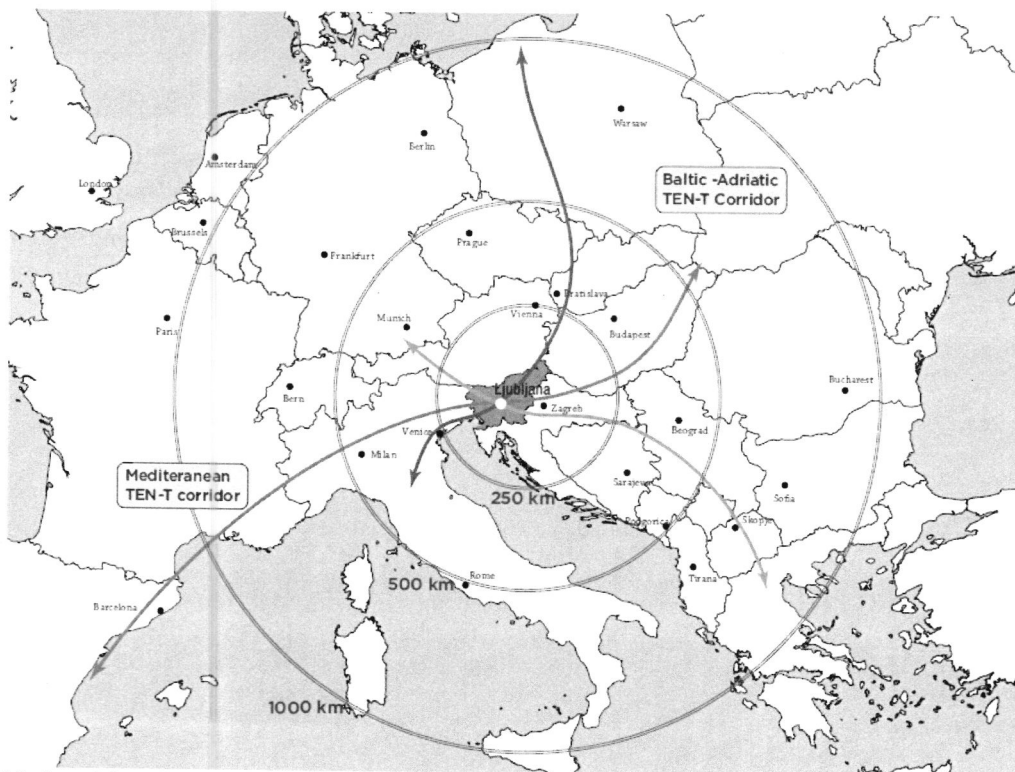 Warsaw
Berlin
Amsterdam
London
Baltic -Adriatic
TEN-T Corridor
Brussels
Prague
Frankfurt
Bratislava
Vienna
Munich
Budapest
Paris
Ljubljana
Bern
Bucharest
Zagreb
Beograd
Venice
Milan
Mediteranean
TEN-T corridor
Sarajevo
Sofia
250 km
Podgorica
Skopje
Tirana
Rome
500 km
Barcelona
1000 km